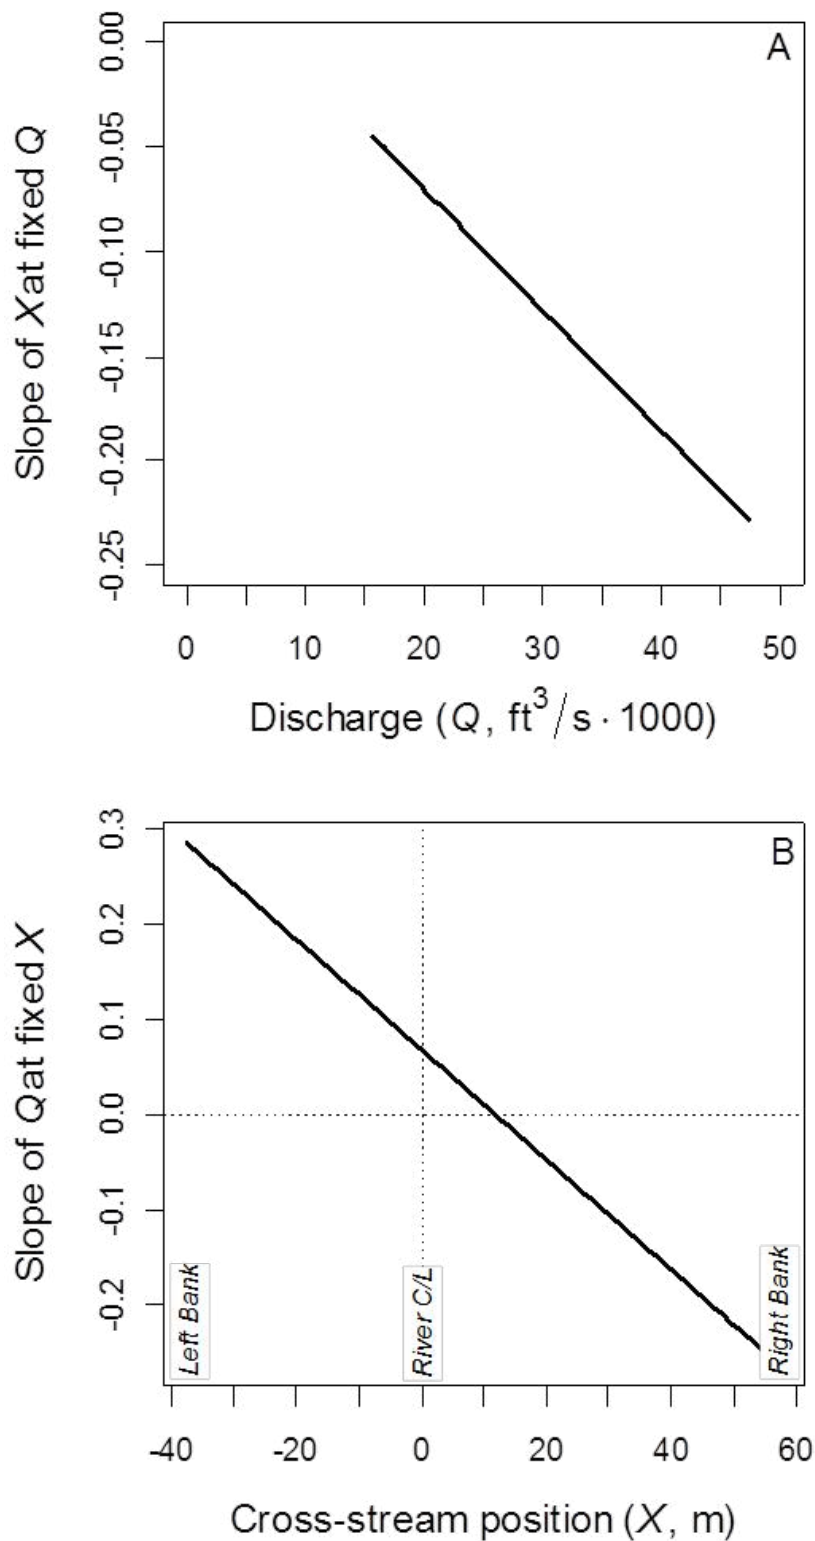 A
0.00
-0.05
-0.10
-0.15
-0.20
-0.25
Slope of Xat fixed Q
0 10 20 30 40 50
Discharge (Q, ft³/s · 1000)
B
0.3
0.2
0.1
0.0
-0.1
-0.2
Slope of Qat fixed X
Left Bank
River C/L
Right Bank
-40 -20 0 20 40 60
Cross-stream position (X, m)